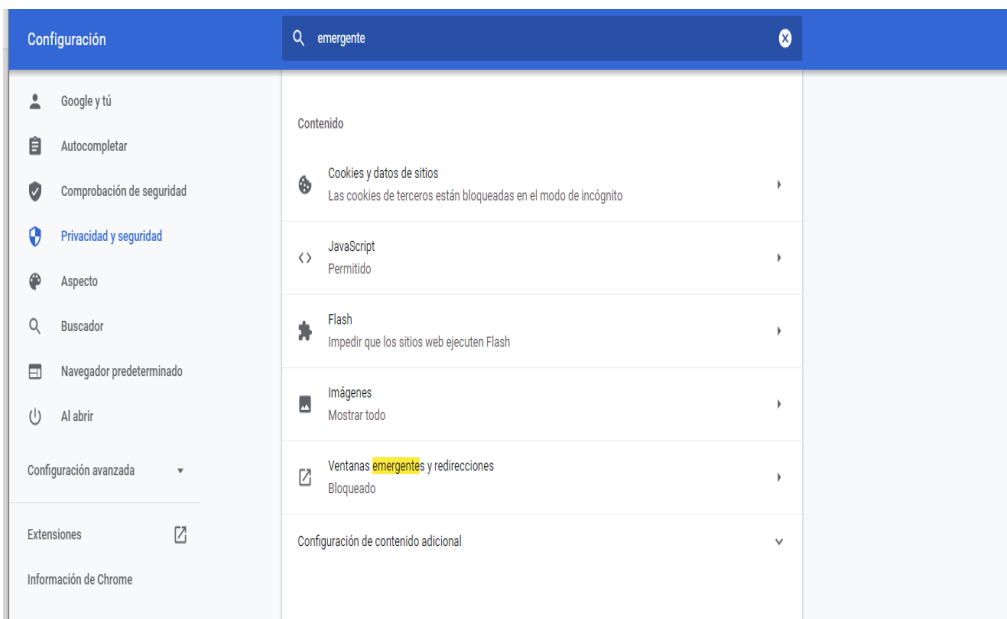 Configuración
emergente
Google y tú
Autocompletar
Comprobación de seguridad
Privacidad y seguridad
Aspecto
Buscador
Navegador predeterminado
Al abrir
Configuración avanzada
Extensiones
Información de Chrome
Contenido
Cookies y datos de sitios
Las cookies de terceros están bloqueadas en el modo de incógnito
JavaScript
Permitido
Flash
Impedir que los sitios web ejecuten Flash
Imágenes
Mostrar todo
Ventanas emergentes y redirecciones
Bloqueado
Configuración de contenido adicional